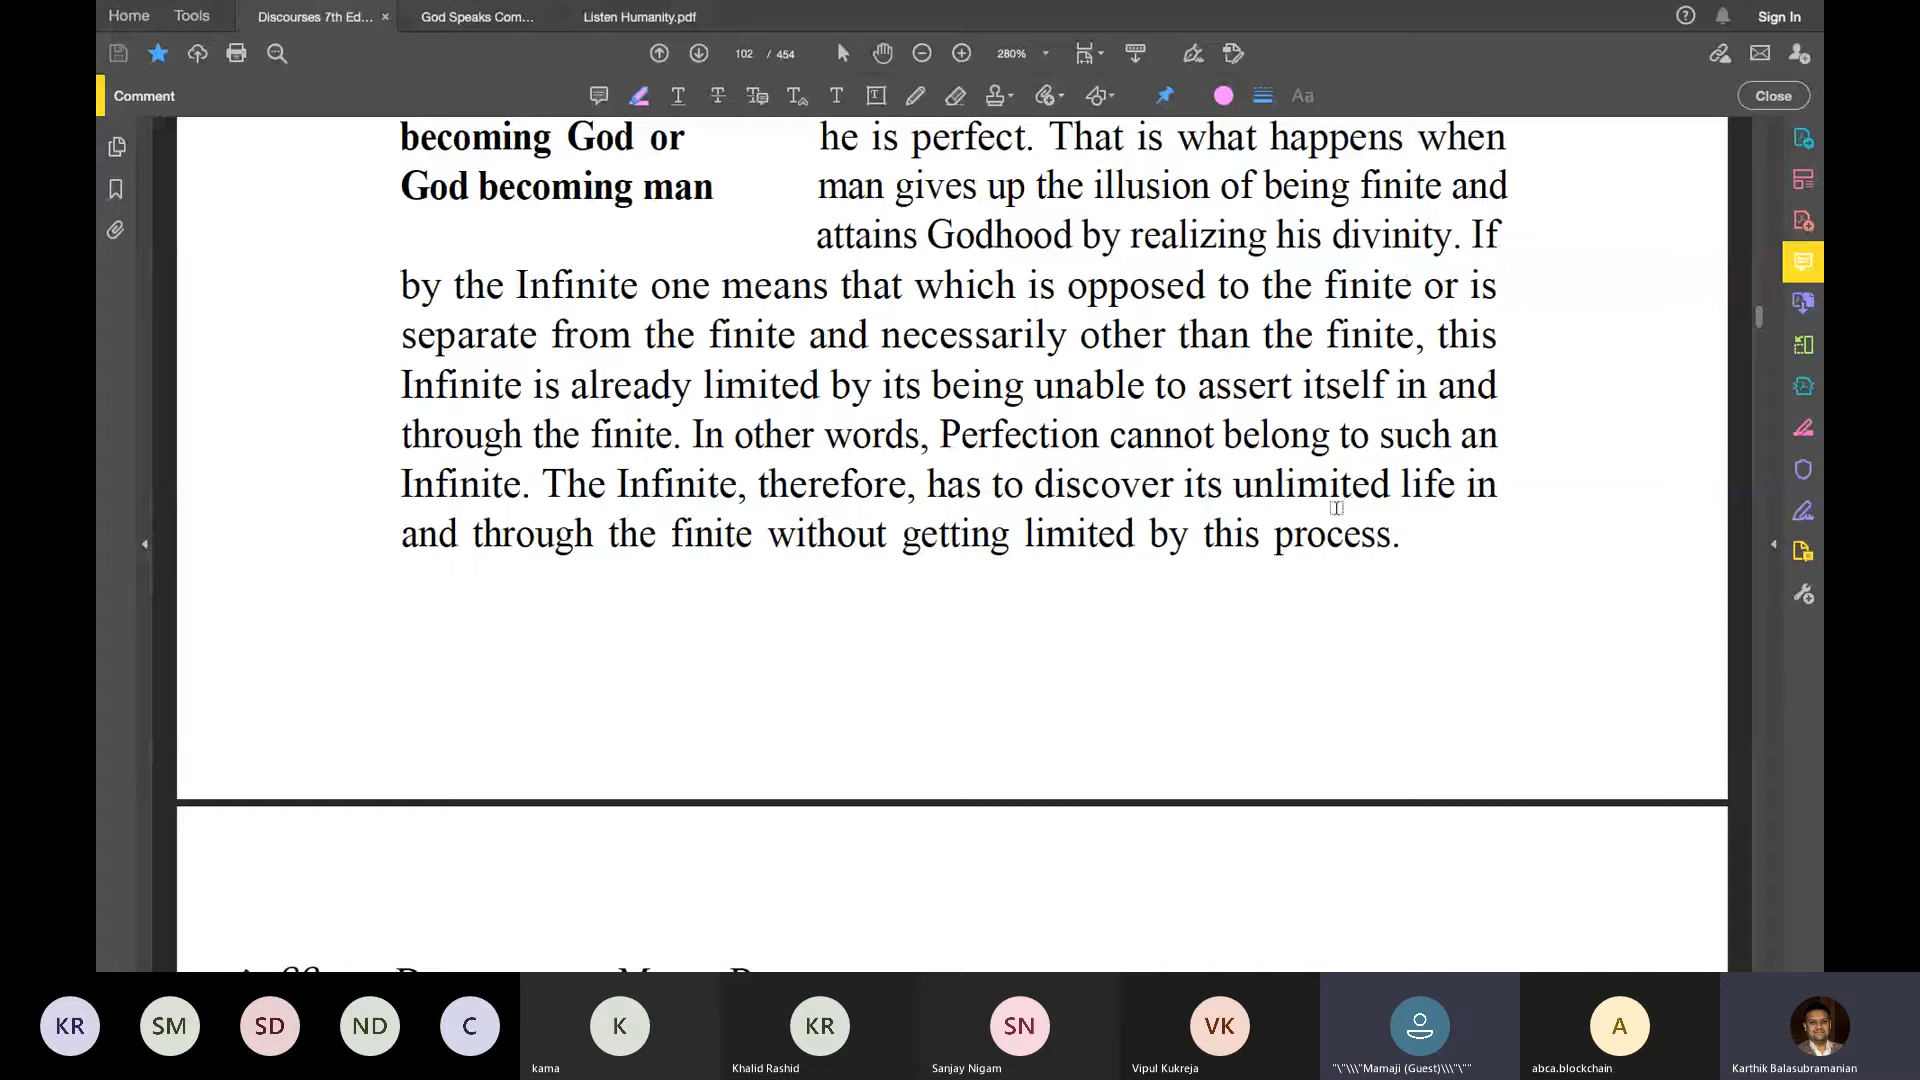 Home Tools Discourses 7th Ed... × God Speaks Com... Listen Humanity.pdf Sign In
102 / 454 280%
Comment Close
becoming God or
God becoming man
he is perfect. That is what happens when
man gives up the illusion of being finite and
attains Godhood by realizing his divinity. If
by the Infinite one means that which is opposed to the finite or is
separate from the finite and necessarily other than the finite, this
Infinite is already limited by its being unable to assert itself in and
through the finite. In other words, Perfection cannot belong to such an
Infinite. The Infinite, therefore, has to discover its unlimited life in
and through the finite without getting limited by this process.
KR SM SD ND C K KR SN VK A
kama Khalid Rashid Sanjay Nigam Vipul Kukreja "\"\\\"Mamaji (Guest)\\\"\"" abca.blockchain Karthik Balasubramanian